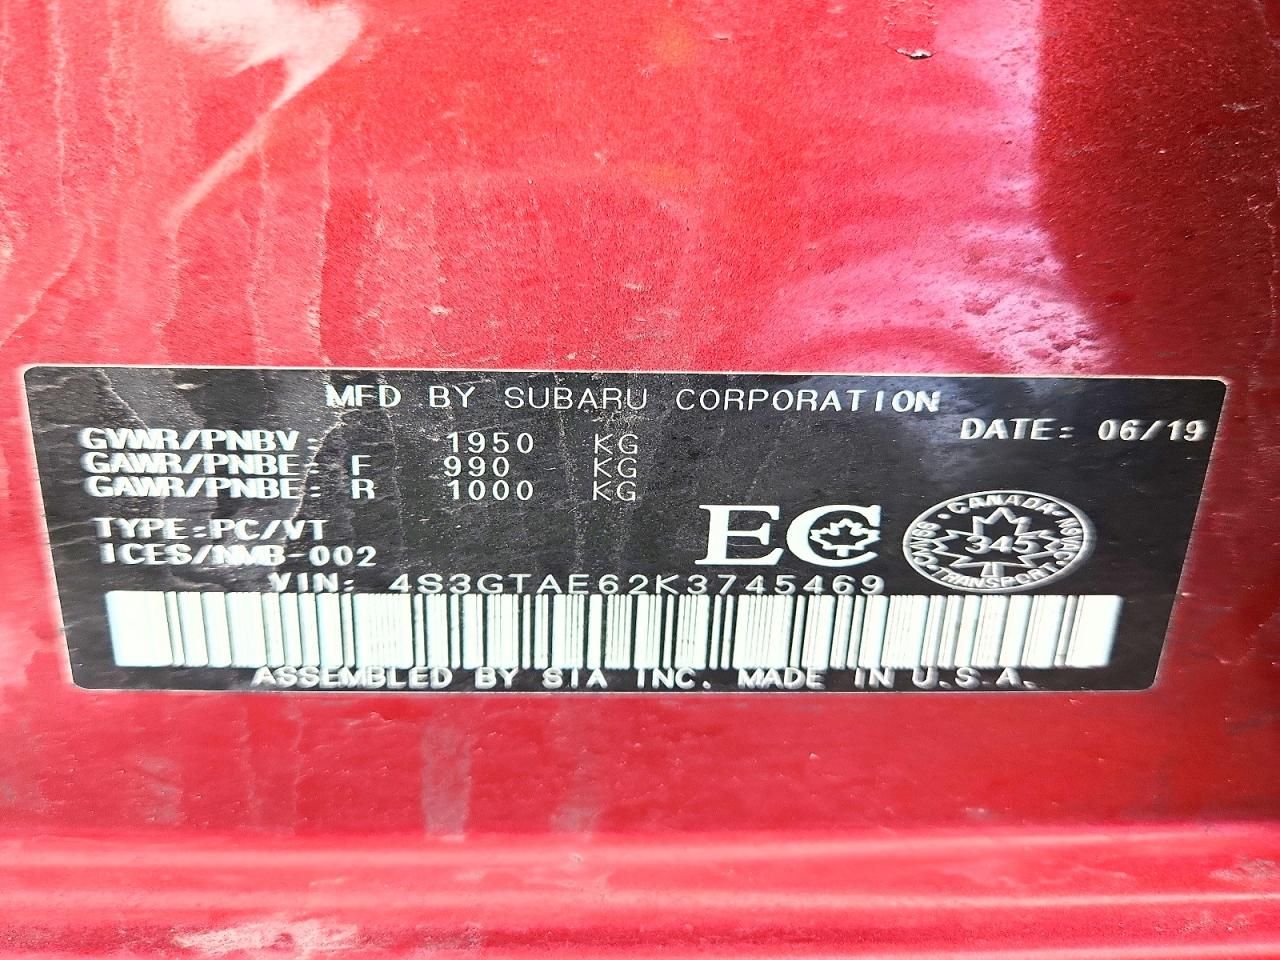 MFD BY SUBARU CORPORATION
GVWR/PNBV: 1950 KG
DATE: 06/19
GAWR/PNBE: F 990 KG
GAWR/PNBE: R 1000 KG
TYPE:PC/VT
ICES/NMB-002
EC
CANADA
345
TRANSPORT
VIN: 4S3GTAE62K3745469
ASSEMBLED BY SIA INC. MADE IN U.S.A.